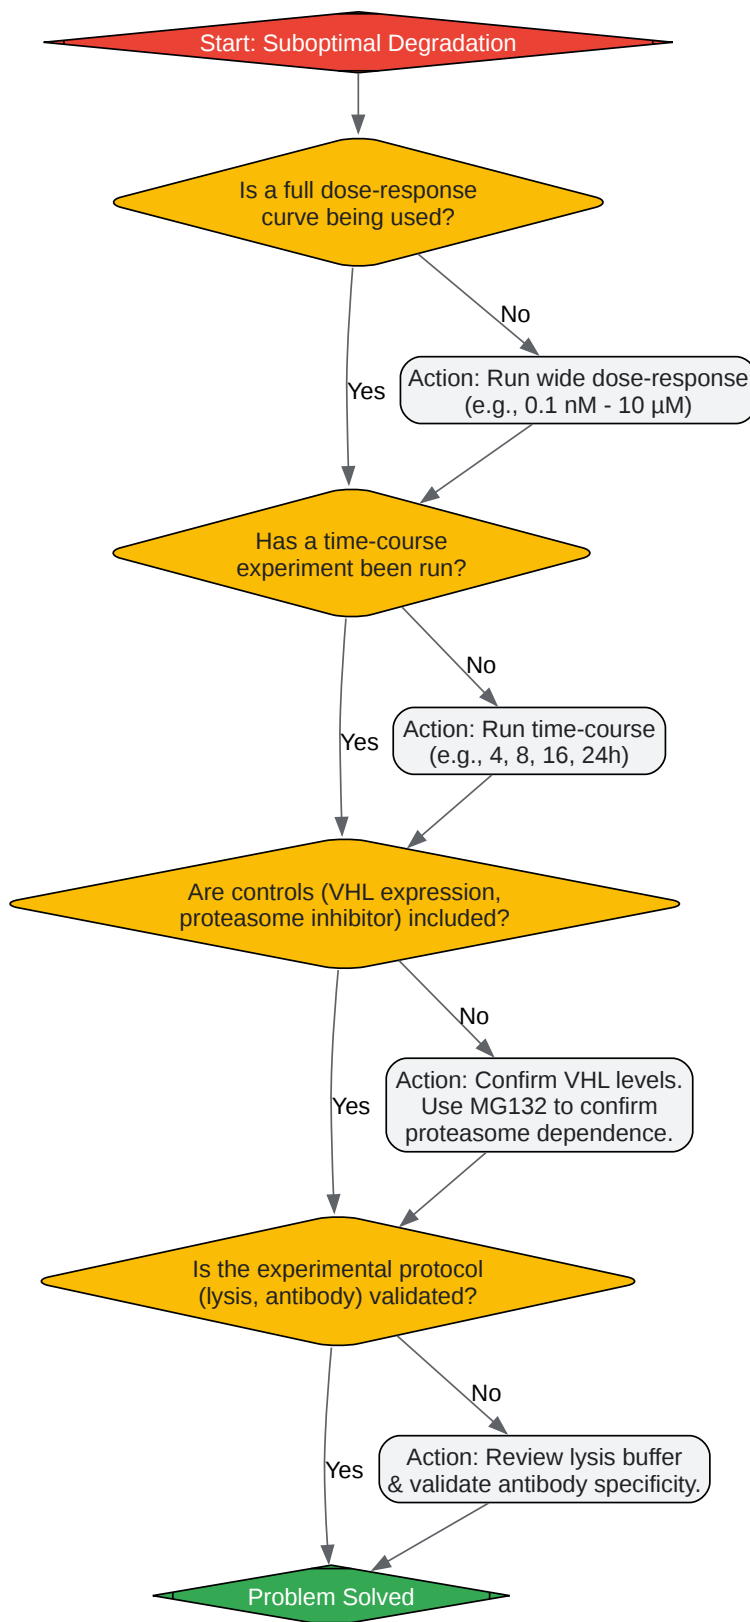 Start: Suboptimal Degradation
Is a full dose-response
curve being used?
No
Yes
Action: Run wide dose-response
(e.g., 0.1 nM - 10 µM)
Has a time-course
experiment been run?
No
Yes
Action: Run time-course
(e.g., 4, 8, 16, 24h)
Are controls (VHL expression,
proteasome inhibitor) included?
No
Yes
Action: Confirm VHL levels.
Use MG132 to confirm
proteasome dependence.
Is the experimental protocol
(lysis, antibody) validated?
No
Yes
Action: Review lysis buffer
& validate antibody specificity.
Problem Solved